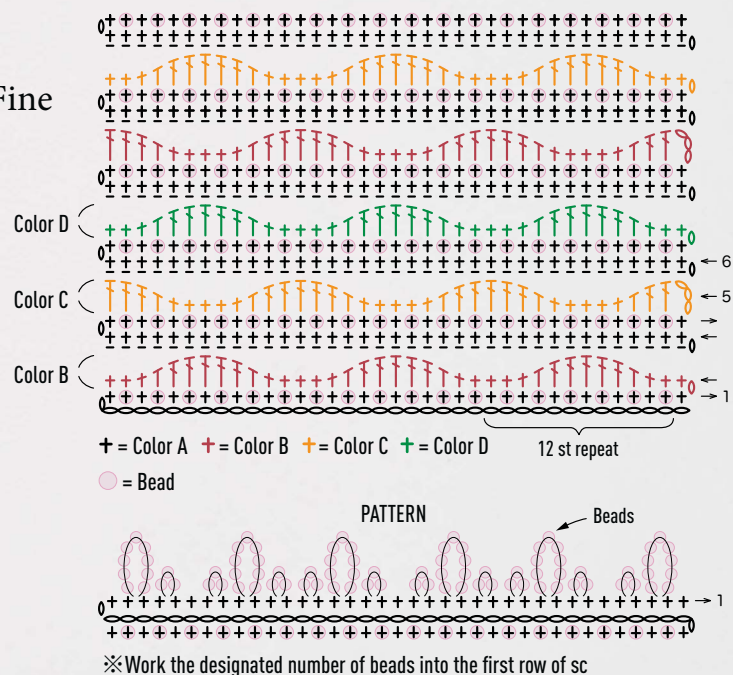 Fine
Color D
← 6
Color C
← 5
→
←
Color B
←
→ 1
+ = Color A + = Color B + = Color C + = Color D
12 st repeat
= Bead
PATTERN
Beads
→ 1
※Work the designated number of beads into the first row of sc